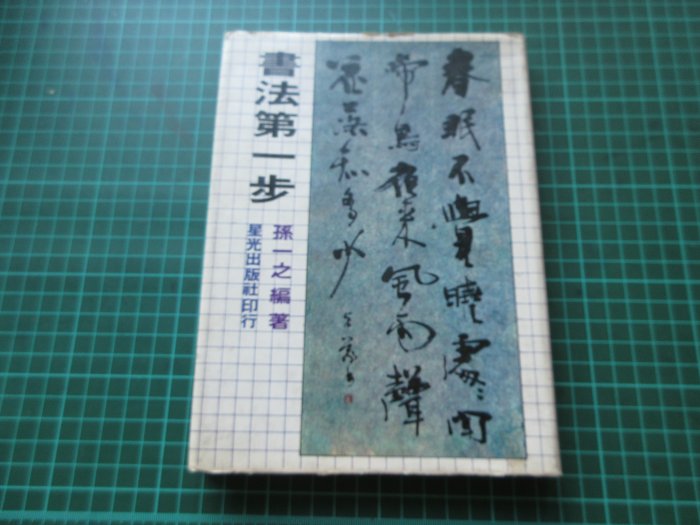 書法第一步
孫一之編著
星光出版社印行
春眠不覺曉處〻聞
啼鳥夜來風雨聲
花落知多少